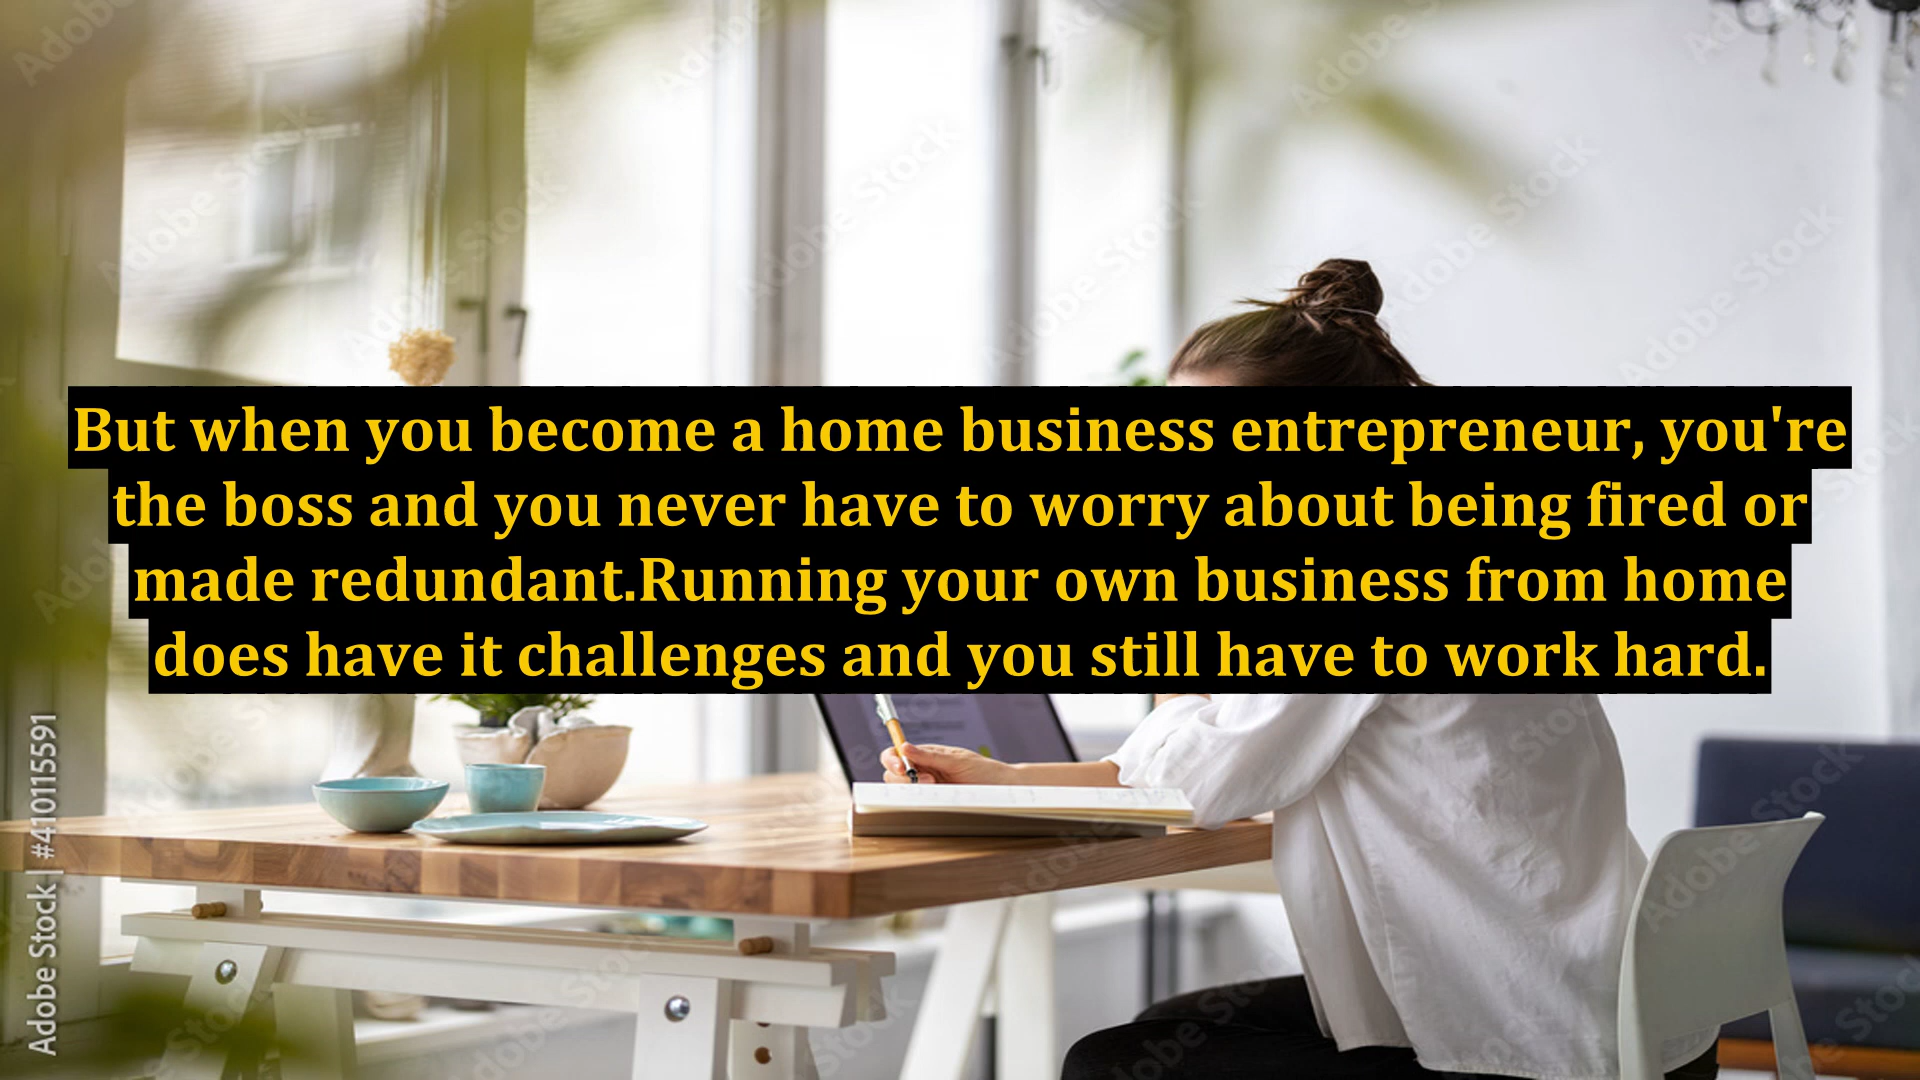 But when you become a home business entrepreneur, you're
the boss and you never have to worry about being fired or
made redundant.Running your own business from home
does have it challenges and you still have to work hard.
Adobe Stock | #410115591
Adobe Stock